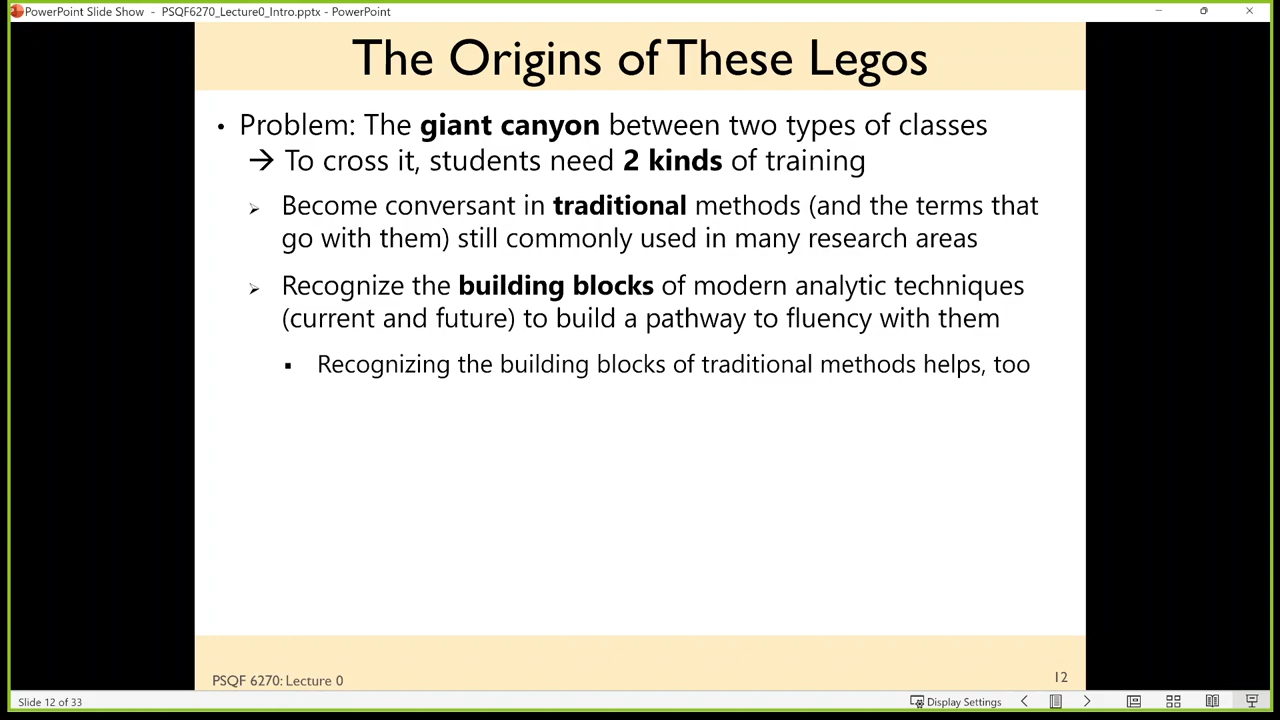 PowerPoint Slide Show - PSQF6270_Lecture0_Intro.pptx - PowerPoint
The Origins of These Legos
• Problem: The giant canyon between two types of classes
→ To cross it, students need 2 kinds of training
➢ Become conversant in traditional methods (and the terms that
go with them) still commonly used in many research areas
➢ Recognize the building blocks of modern analytic techniques
(current and future) to build a pathway to fluency with them
▪ Recognizing the building blocks of traditional methods helps, too
PSQF 6270: Lecture 0
12
Slide 12 of 33
Display Settings